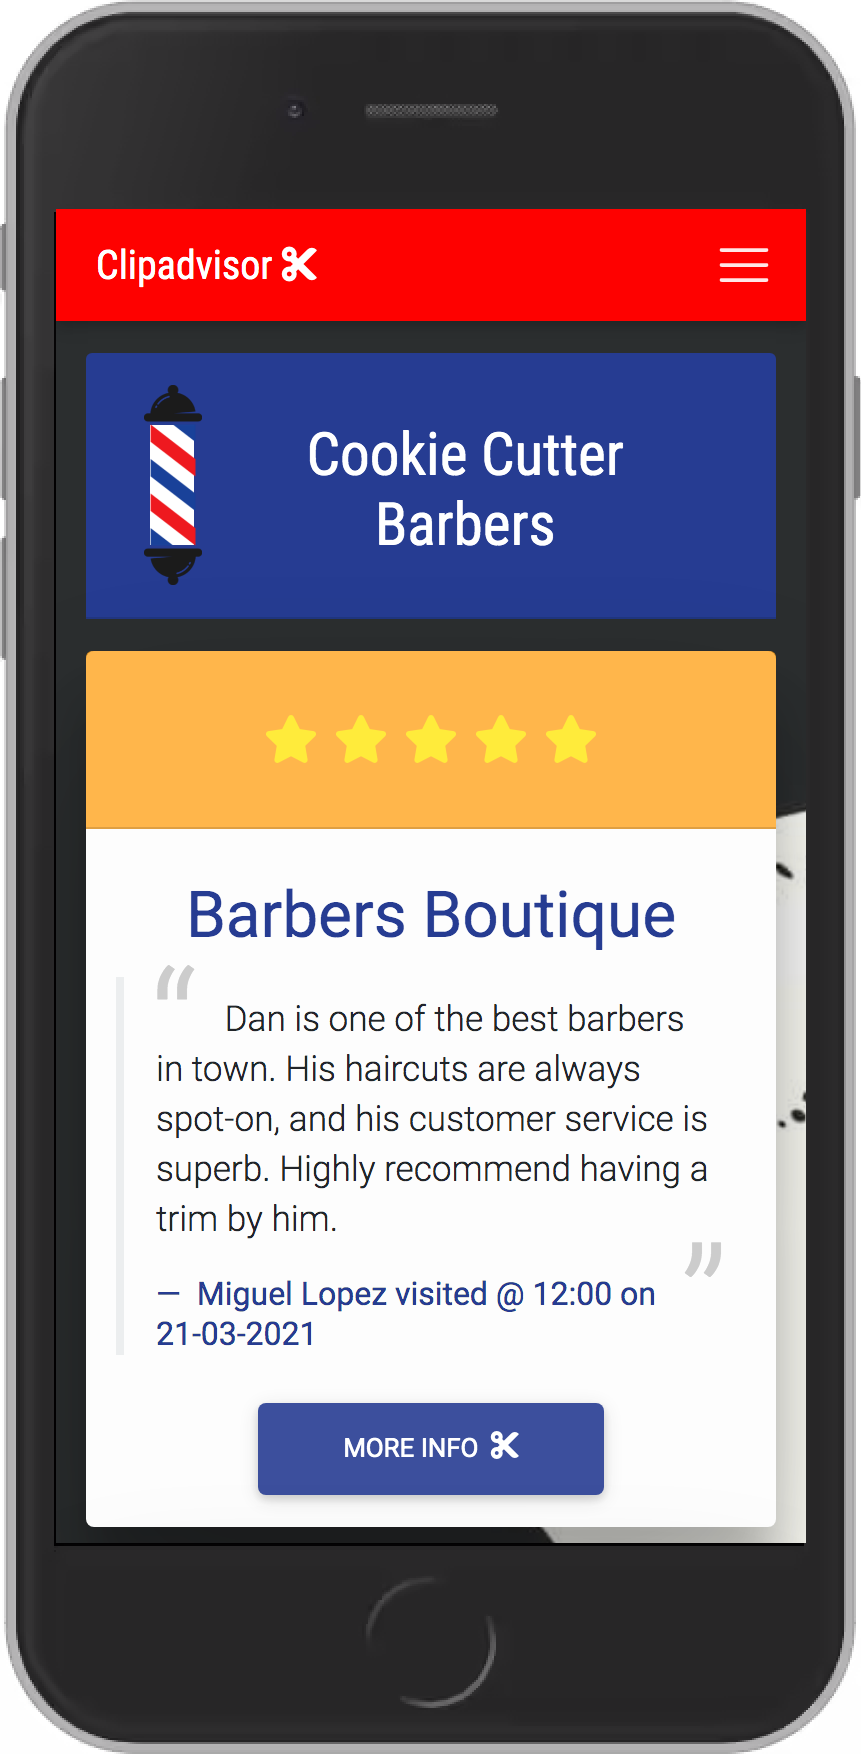 Clipadvisor
Cookie Cutter
Barbers
Barbers Boutique
“ Dan is one of the best barbers
in town. His haircuts are always
spot-on, and his customer service is
superb. Highly recommend having a
trim by him. ”
— Miguel Lopez visited @ 12:00 on
21-03-2021
MORE INFO